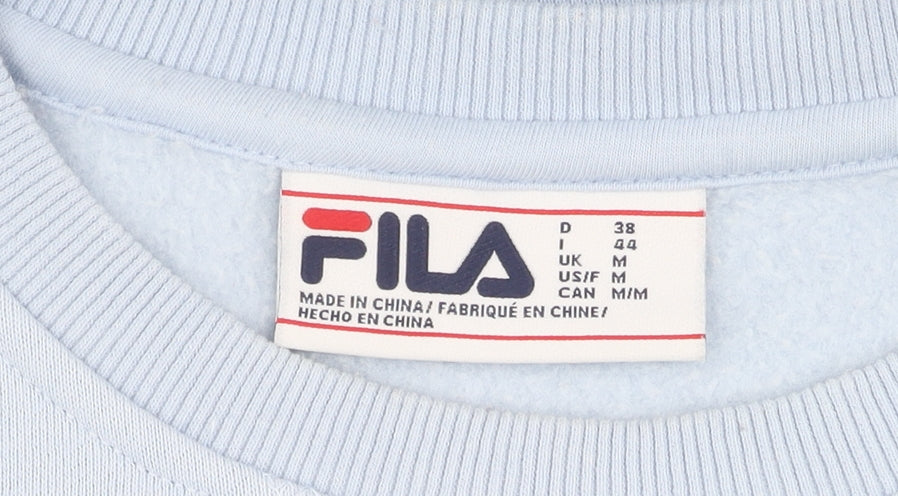 FILA
D 38
I 44
UK M
US/F M
CAN M/M
MADE IN CHINA/ FABRIQUÉ EN CHINE/
HECHO EN CHINA